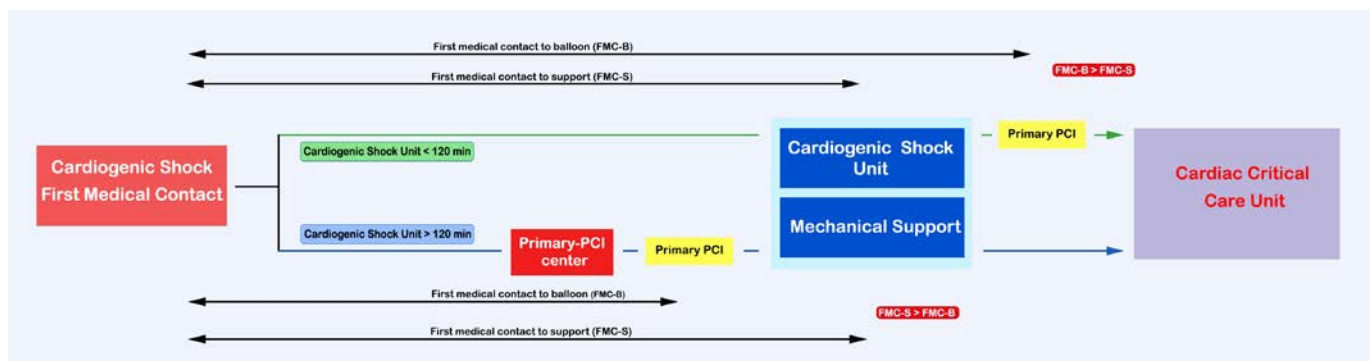 First medical contact to balloon (FMC-B)
First medical contact to support (FMC-S)
FMC-B > FMC-S
Cardiogenic Shock
First Medical Contact
Cardiogenic Shock Unit < 120 min
Cardiogenic Shock
Unit
Primary PCI
Cardiac Critical
Care Unit
Cardiogenic Shock Unit > 120 min
Primary-PCI
center
Primary PCI
Mechanical Support
First medical contact to balloon (FMC-B)
FMC-S > FMC-B
First medical contact to support (FMC-S)